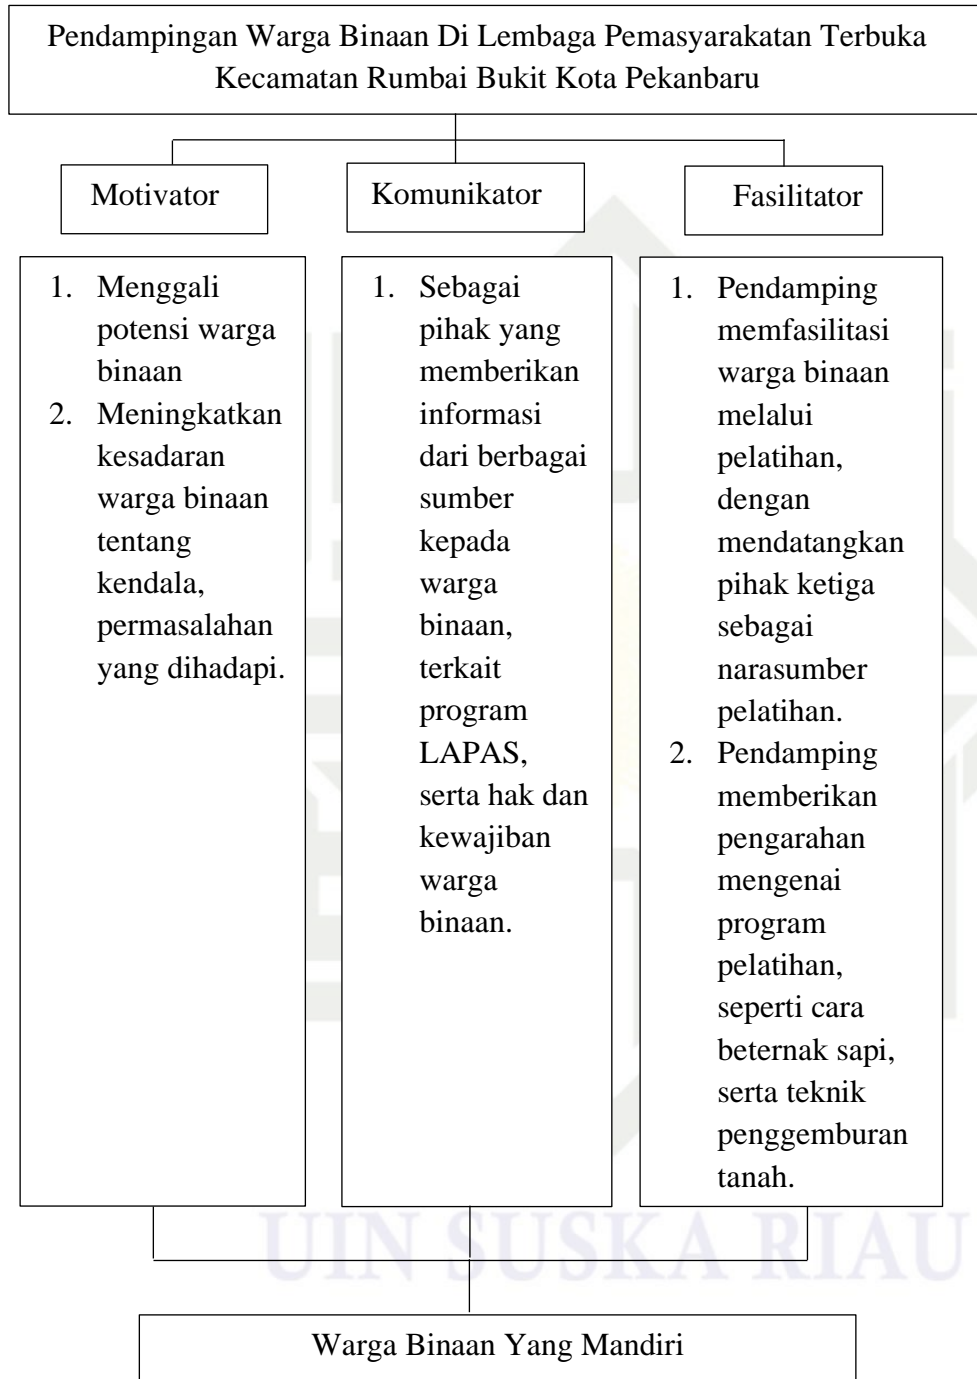 Pendampingan Warga Binaan Di Lembaga Pemasyarakatan Terbuka
Kecamatan Rumbai Bukit Kota Pekanbaru
Motivator
Komunikator
Fasilitator
1. Menggali
potensi warga
binaan
2. Meningkatkan
kesadaran
warga binaan
tentang
kendala,
permasalahan
yang dihadapi.
1. Sebagai
pihak yang
memberikan
informasi
dari berbagai
sumber
kepada
warga
binaan,
terkait
program
LAPAS,
serta hak dan
kewajiban
warga
binaan.
1. Pendamping
memfasilitasi
warga binaan
melalui
pelatihan,
dengan
mendatangkan
pihak ketiga
sebagai
narasumber
pelatihan.
2. Pendamping
memberikan
pengarahan
mengenai
program
pelatihan,
seperti cara
beternak sapi,
serta teknik
penggemburan
tanah.
UIN SUSKA RIAU
Warga Binaan Yang Mandiri